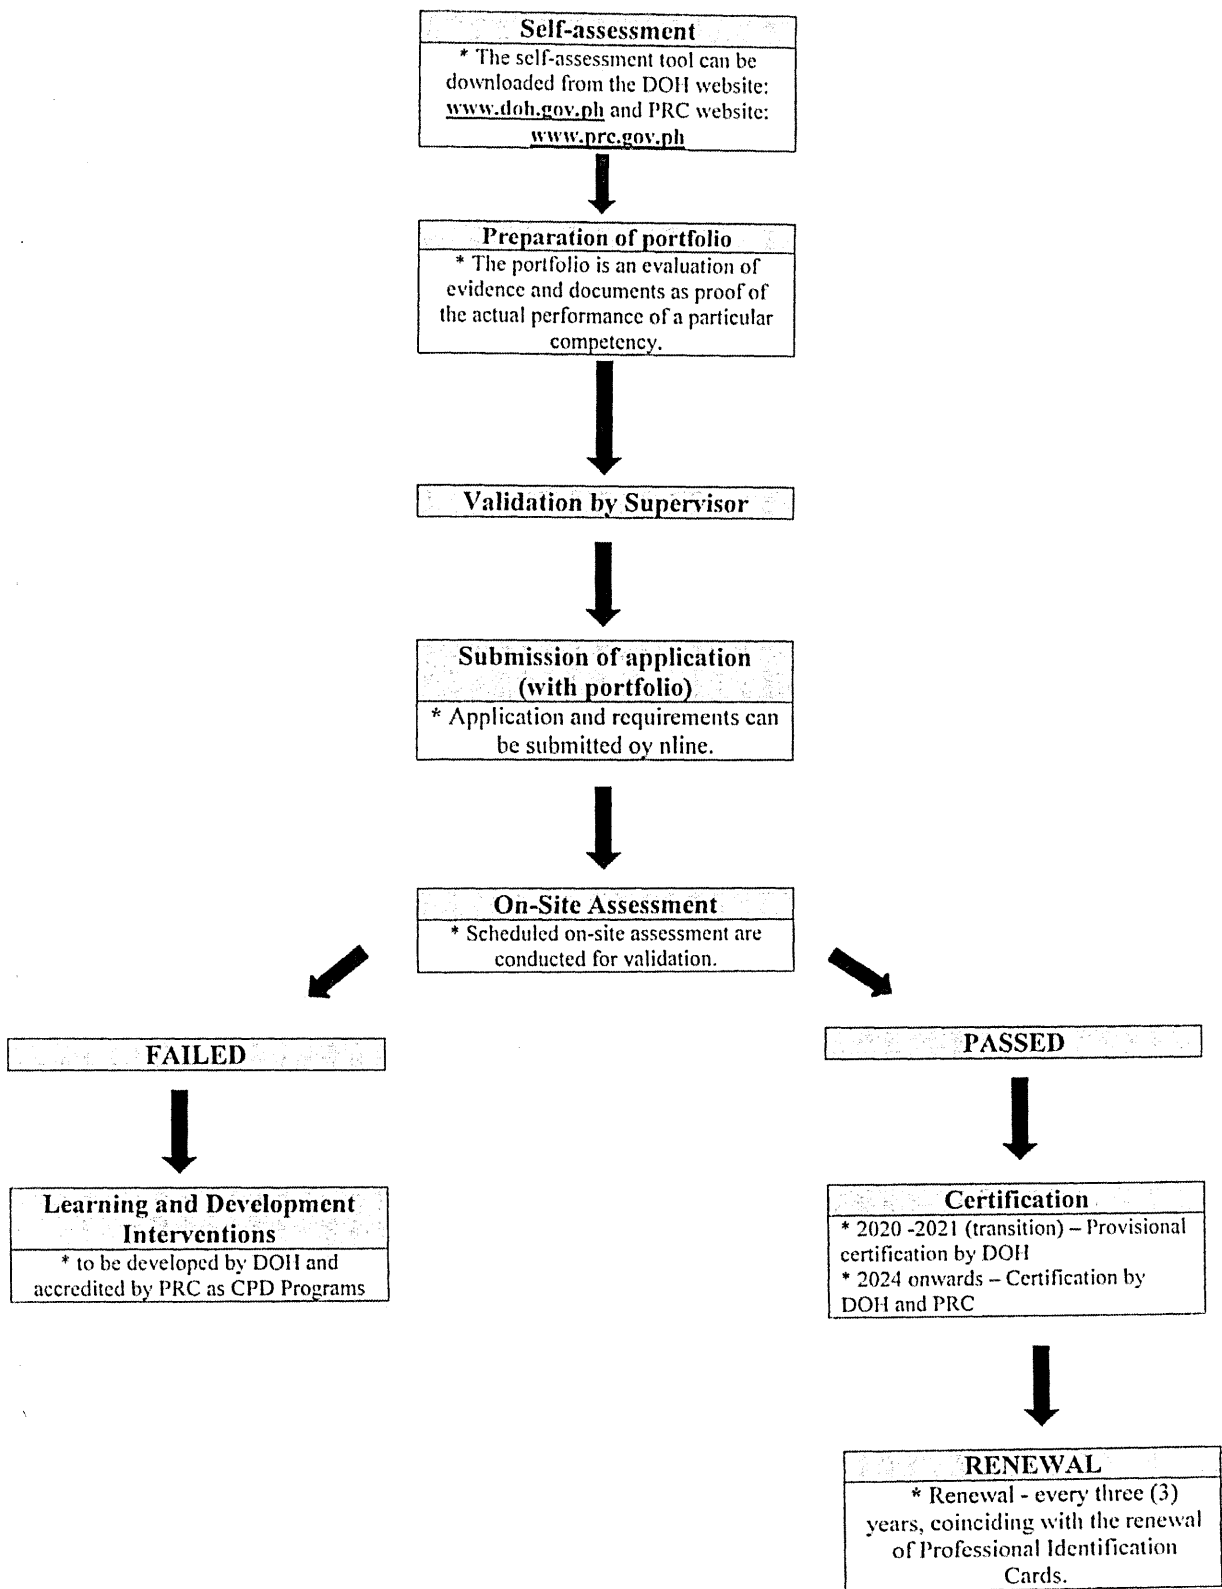 Self-assessment
* The self-assessment tool can be
downloaded from the DOH website:
www.doh.gov.ph and PRC website:
www.prc.gov.ph
Preparation of portfolio
* The portfolio is an evaluation of
evidence and documents as proof of
the actual performance of a particular
competency.
Validation by Supervisor
Submission of application
(with portfolio)
* Application and requirements can
be submitted oy nline.
On-Site Assessment
* Scheduled on-site assessment are
conducted for validation.
FAILED
PASSED
Learning and Development
Interventions
* to be developed by DOH and
accredited by PRC as CPD Programs
Certification
* 2020 -2021 (transition) – Provisional
certification by DOH
* 2024 onwards – Certification by
DOH and PRC
RENEWAL
* Renewal - every three (3)
years, coinciding with the renewal
of Professional Identification
Cards.